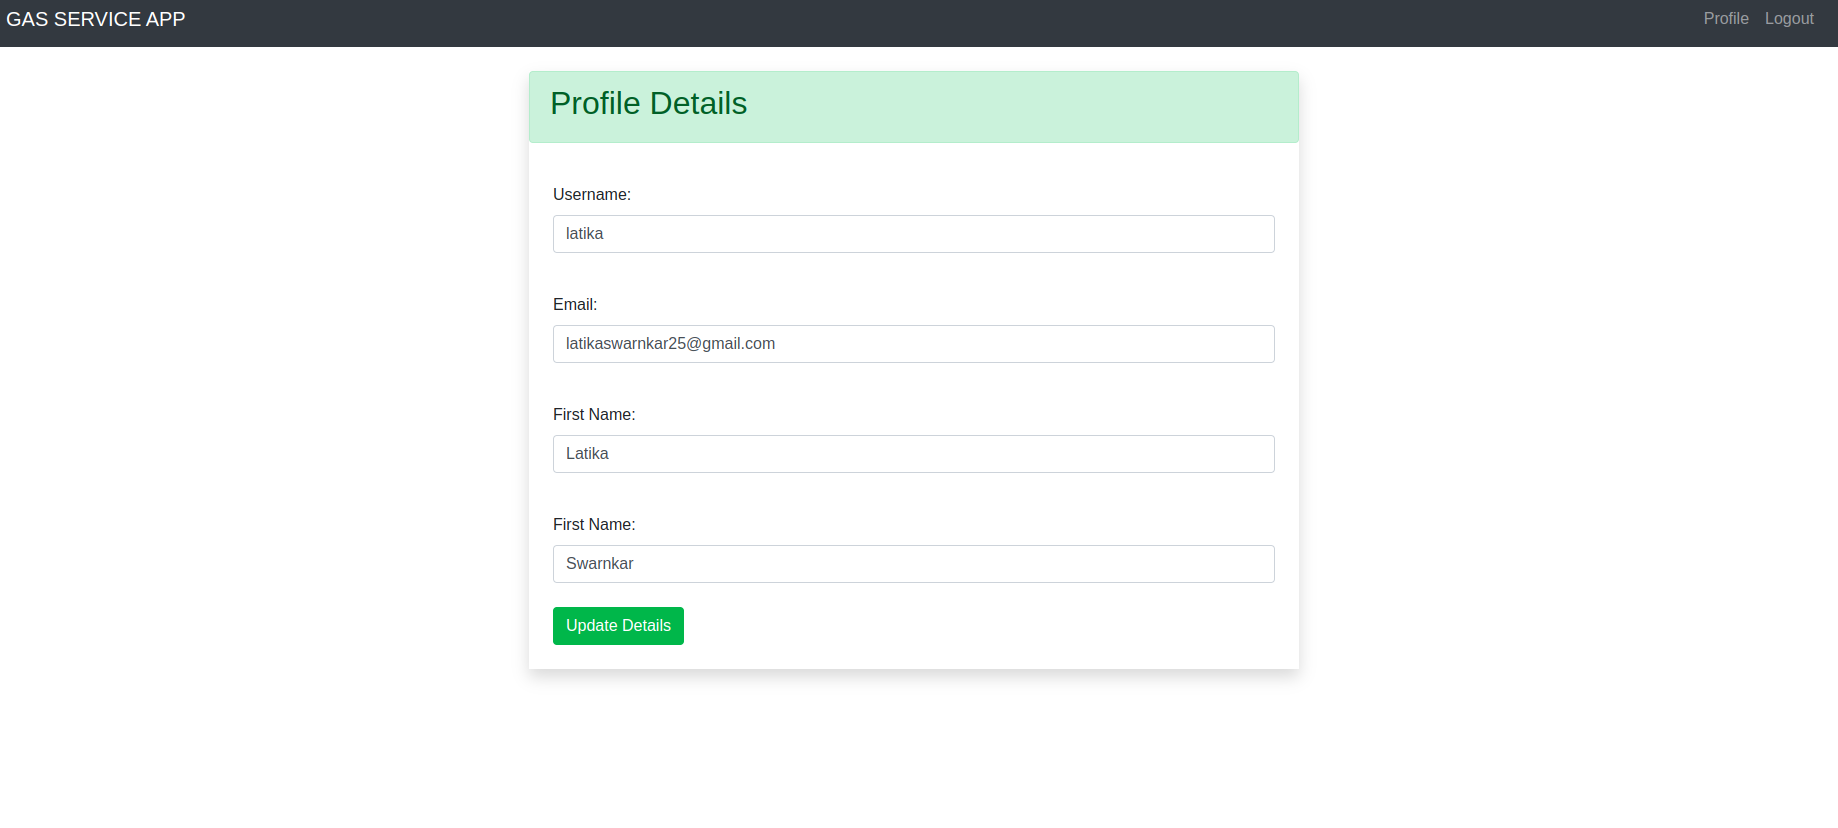 GAS SERVICE APP
Profile Logout
Profile Details
Username:
latika
Email:
latikaswarnkar25@gmail.com
First Name:
Latika
First Name:
Swarnkar
Update Details